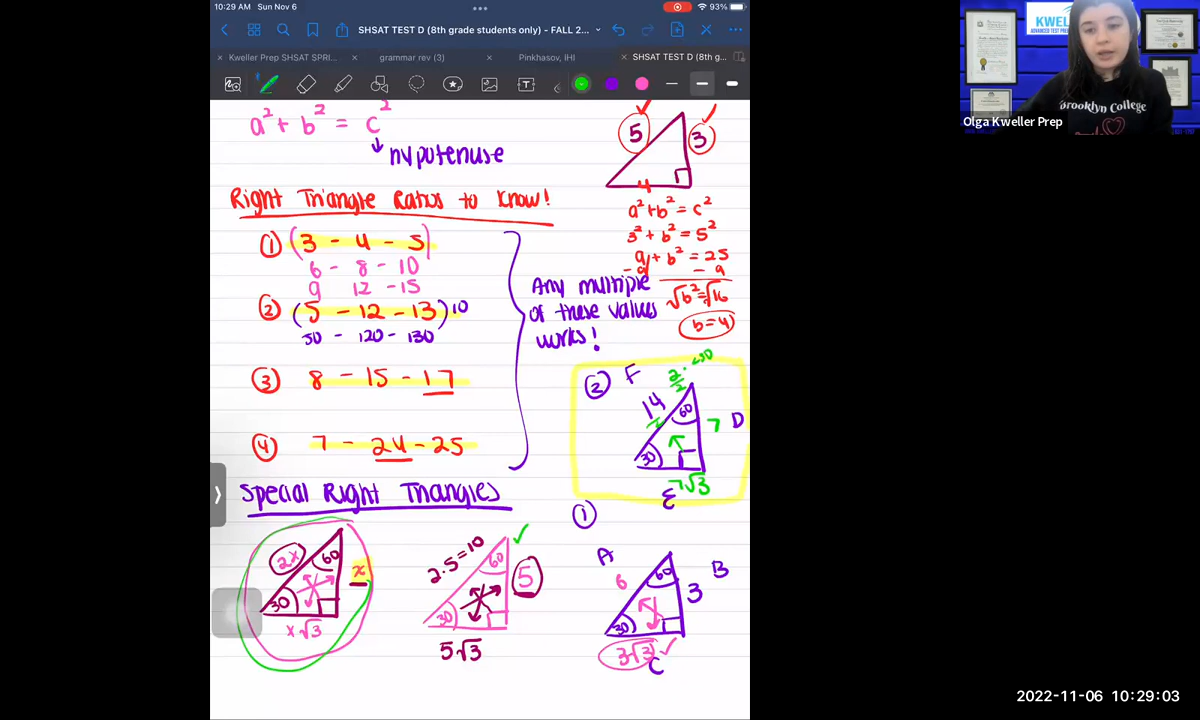 10:29 AM Sun Nov 6
93%
SHSAT TEST D (8th grade students only) - FALL 2...
Kweller Prep SHSAT SPRI...
grammar rev (3)
Pinkhasov, IHI
SHSAT TEST D (8th g...
a² + b² = c²
hypotenuse
5
3
4
a² + b² = c²
3² + b² = 5²
9 + b² = 25
-9 - 9
√b² = √16
b = 4
Right Triangle Ratios to Know!
① (3 - 4 - 5)
6 - 8 - 10
9 12 - 15
② (5 - 12 - 13) 10
50 - 120 - 130
③ 8 - 15 - 17
④ 7 - 24 - 25
Any multiple
of these values
works!
② F
14
60
7 D
30
7√3
E
Special Right Triangles
2x
60
x
30
x√3
2·5=10
60
5
30
5√3
①
A
6
60
B
3
30
3√3
C
KWEL
ADVANCED TEST PREP
Brooklyn College
Olga Kweller Prep
2022-11-06 10:29:03